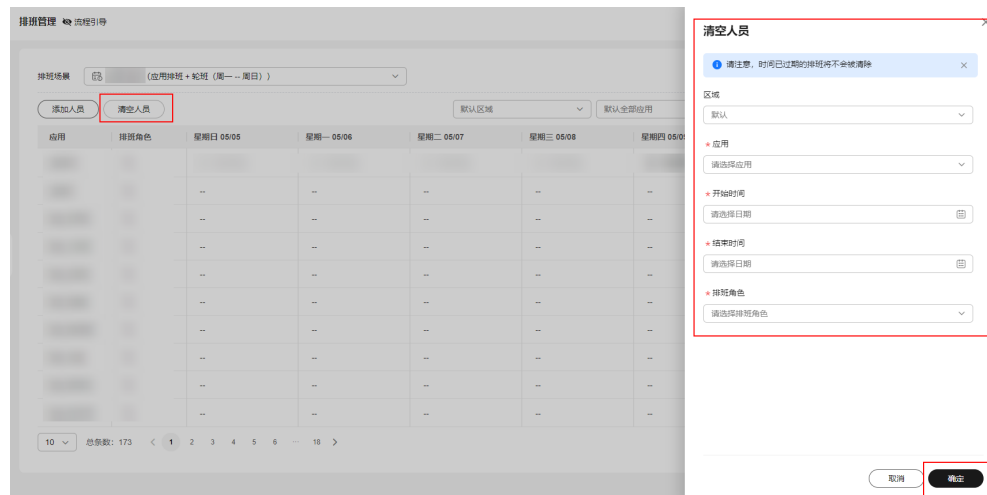 排班管理 流程引导
排班场景 (应用排班 + 轮班（周一 -- 周日）)
添加人员 清空人员 默认区域 默认全部应用
应用 排班角色 星期日 05/05 星期一 05/06 星期二 05/07 星期三 05/08 星期四 05/09
-- -- -- -- --
-- -- -- -- --
-- -- -- -- --
-- -- -- -- --
-- -- -- -- --
-- -- -- -- --
-- -- -- -- --
-- -- -- -- --
-- -- -- -- --
10 总条数: 173 < 1 2 3 4 5 6 ... 18 >
清空人员
请注意，时间已过期的排班将不会被清除
区域
默认
* 应用
请选择应用
* 开始时间
请选择日期
* 结束时间
请选择日期
* 排班角色
请选择排班角色
取消 确定